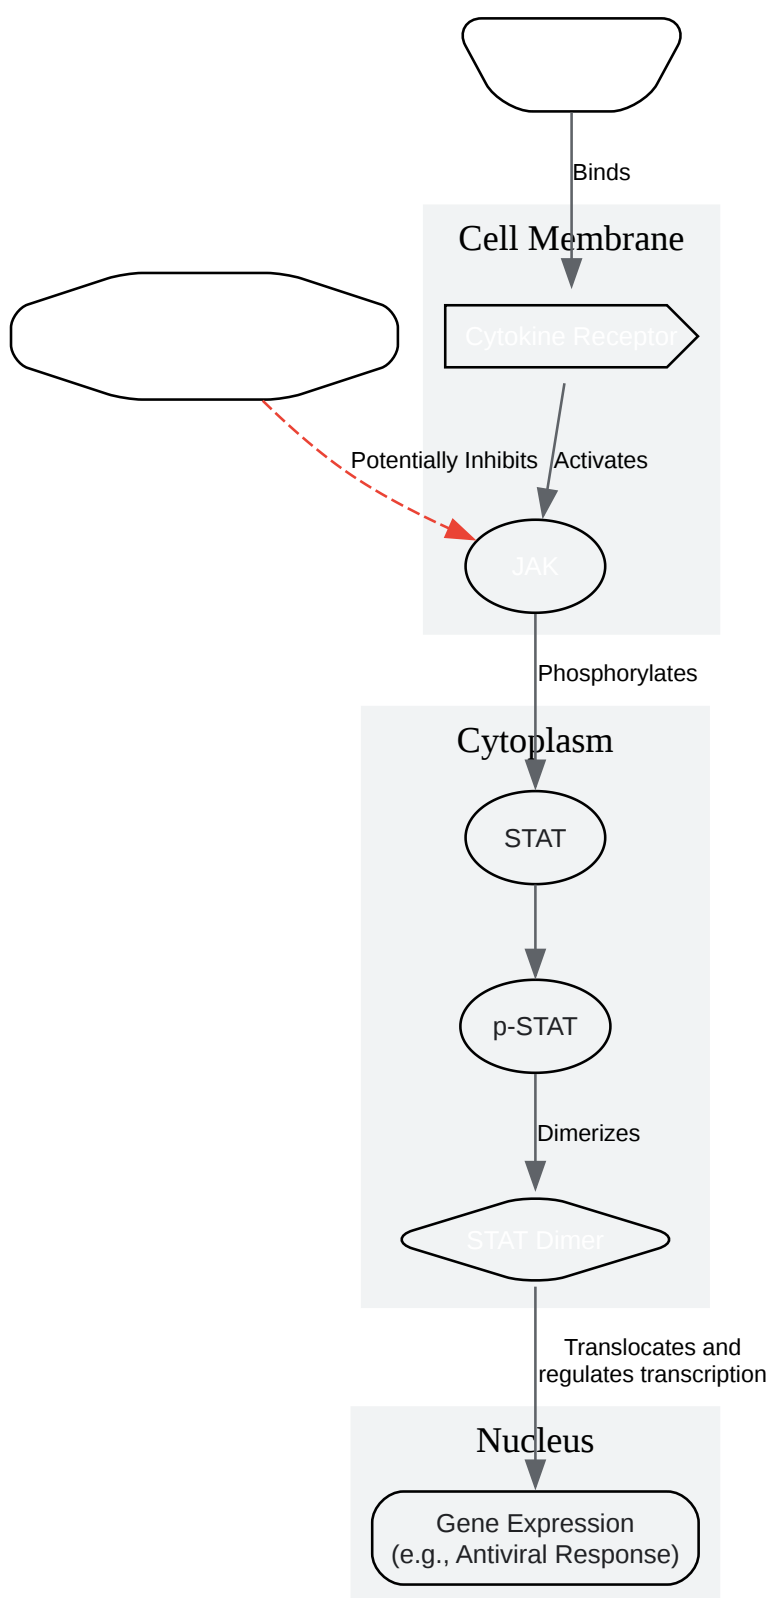 Binds
Cell Membrane
Cytokine Receptor
Potentially Inhibits
Activates
JAK
Phosphorylates
Cytoplasm
STAT
p-STAT
Dimerizes
STAT Dimer
Translocates and
regulates transcription
Nucleus
Gene Expression
(e.g., Antiviral Response)